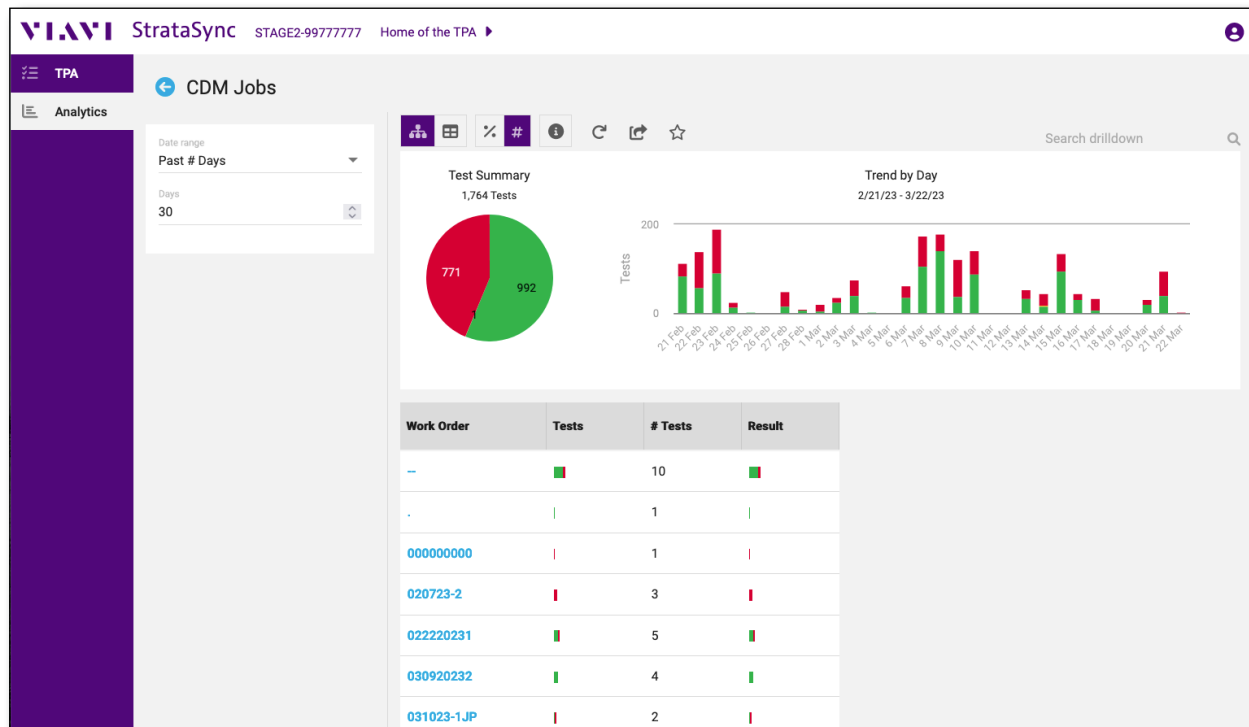 VIAVI StrataSync STAGE2-99777777 Home of the TPA
TPA
Analytics
CDM Jobs
Date range
Past # Days
Days
30
%
#
Search drilldown
Test Summary
1,764 Tests
771
992
1
Trend by Day
2/21/23 - 3/22/23
Tests
200
0
21 Feb
22 Feb
23 Feb
24 Feb
25 Feb
26 Feb
27 Feb
28 Feb
1 Mar
2 Mar
3 Mar
4 Mar
5 Mar
6 Mar
7 Mar
8 Mar
9 Mar
10 Mar
11 Mar
12 Mar
13 Mar
14 Mar
15 Mar
16 Mar
17 Mar
18 Mar
19 Mar
20 Mar
21 Mar
22 Mar
Work Order Tests # Tests Result
-- 10
. 1
000000000 1
020723-2 3
022220231 5
030920232 4
031023-1JP 2